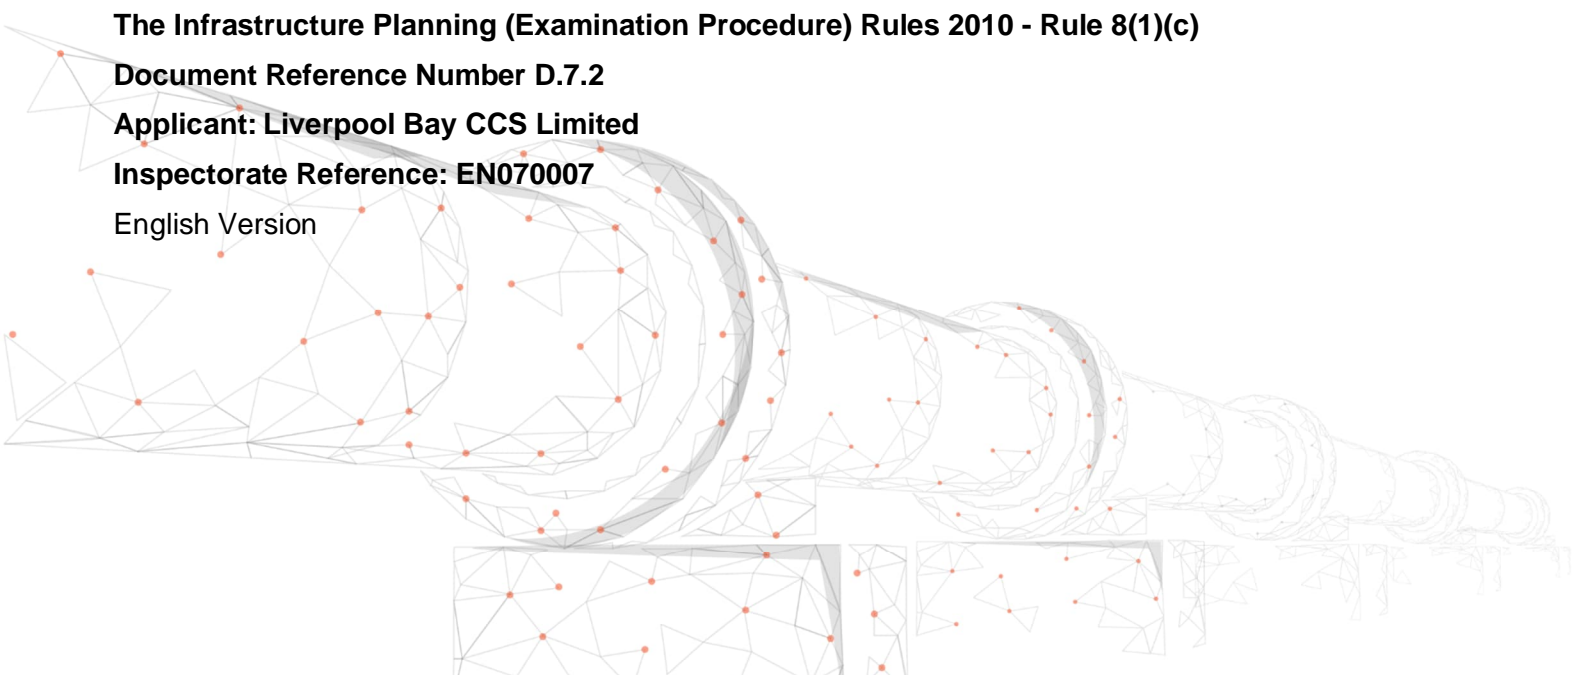 The Infrastructure Planning (Examination Procedure) Rules 2010 - Rule 8(1)(c)
Document Reference Number D.7.2
Applicant: Liverpool Bay CCS Limited
Inspectorate Reference: EN070007
English Version